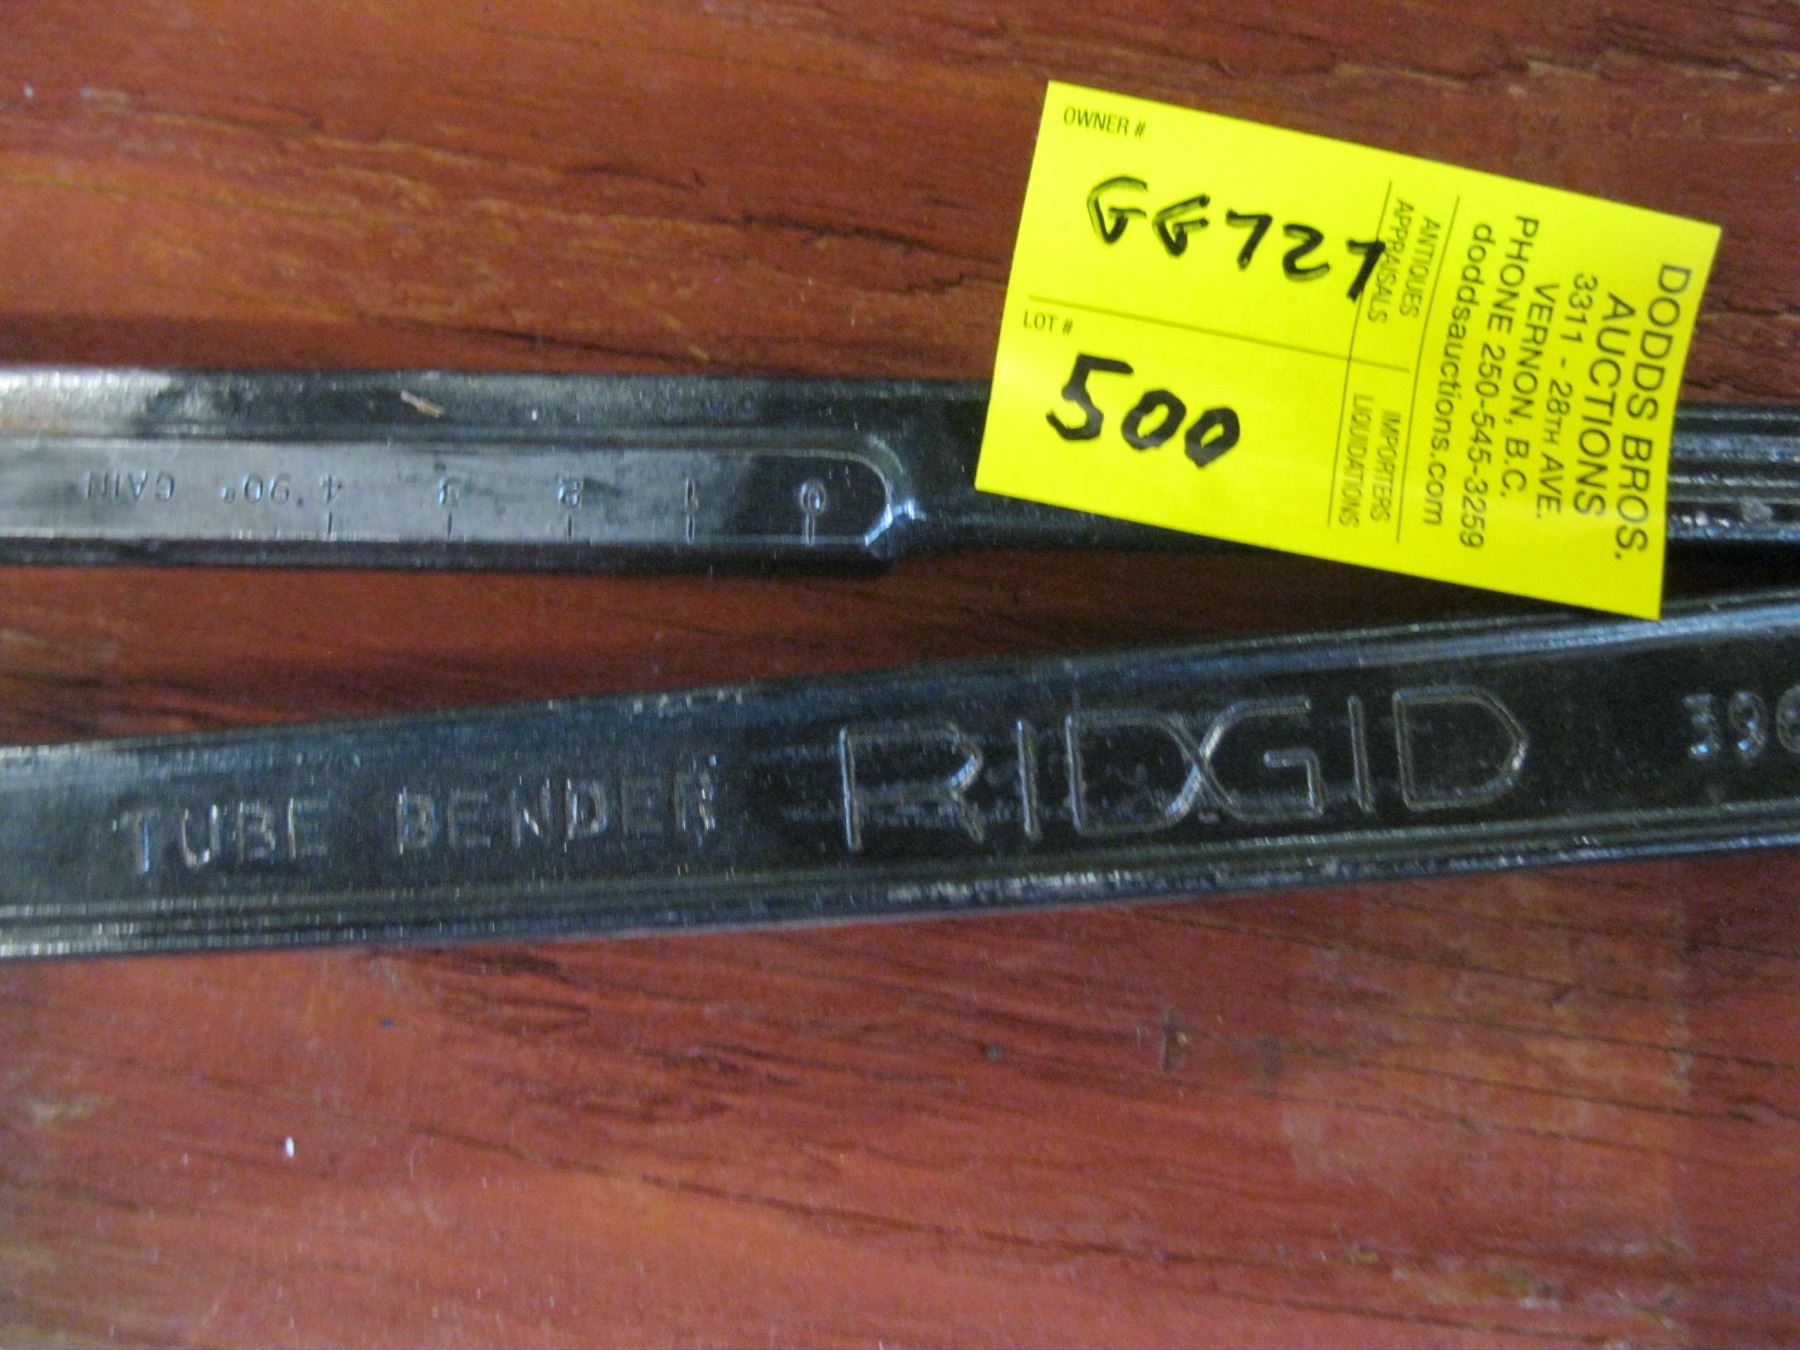 OWNER #
GG727
LOT #
500
ANTIQUES
APPRAISALS
IMPORTERS
LIQUIDATIONS
DODDS BROS.
AUCTIONS
3311 - 28TH AVE.
VERNON, B.C.
PHONE 250-545-3259
doddsauctions.com
0 1 2 3 4 90° GAIN
TUBE BENDER RIDGID